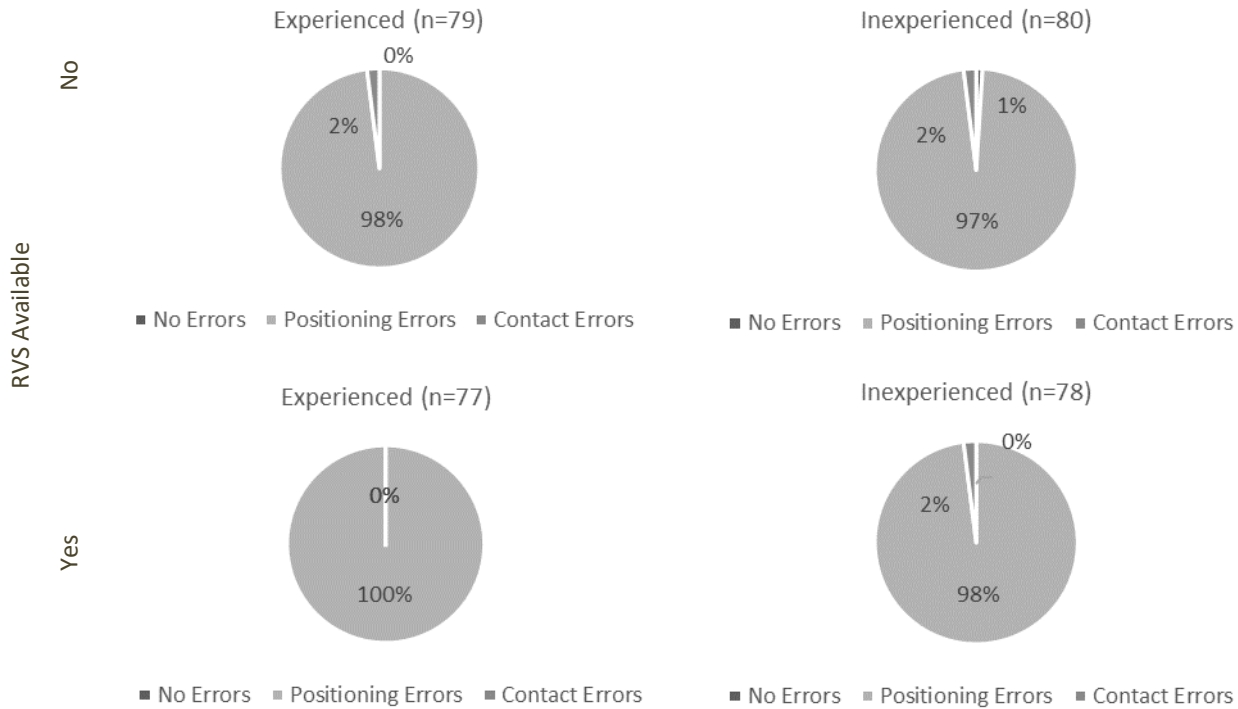 Experienced (n=79)
0%
2%
98%
■ No Errors ■ Positioning Errors ■ Contact Errors
Inexperienced (n=80)
1%
2%
97%
■ No Errors ■ Positioning Errors ■ Contact Errors
No
RVS Available
Yes
Experienced (n=77)
0%
100%
■ No Errors ■ Positioning Errors ■ Contact Errors
Inexperienced (n=78)
0%
2%
98%
■ No Errors ■ Positioning Errors ■ Contact Errors